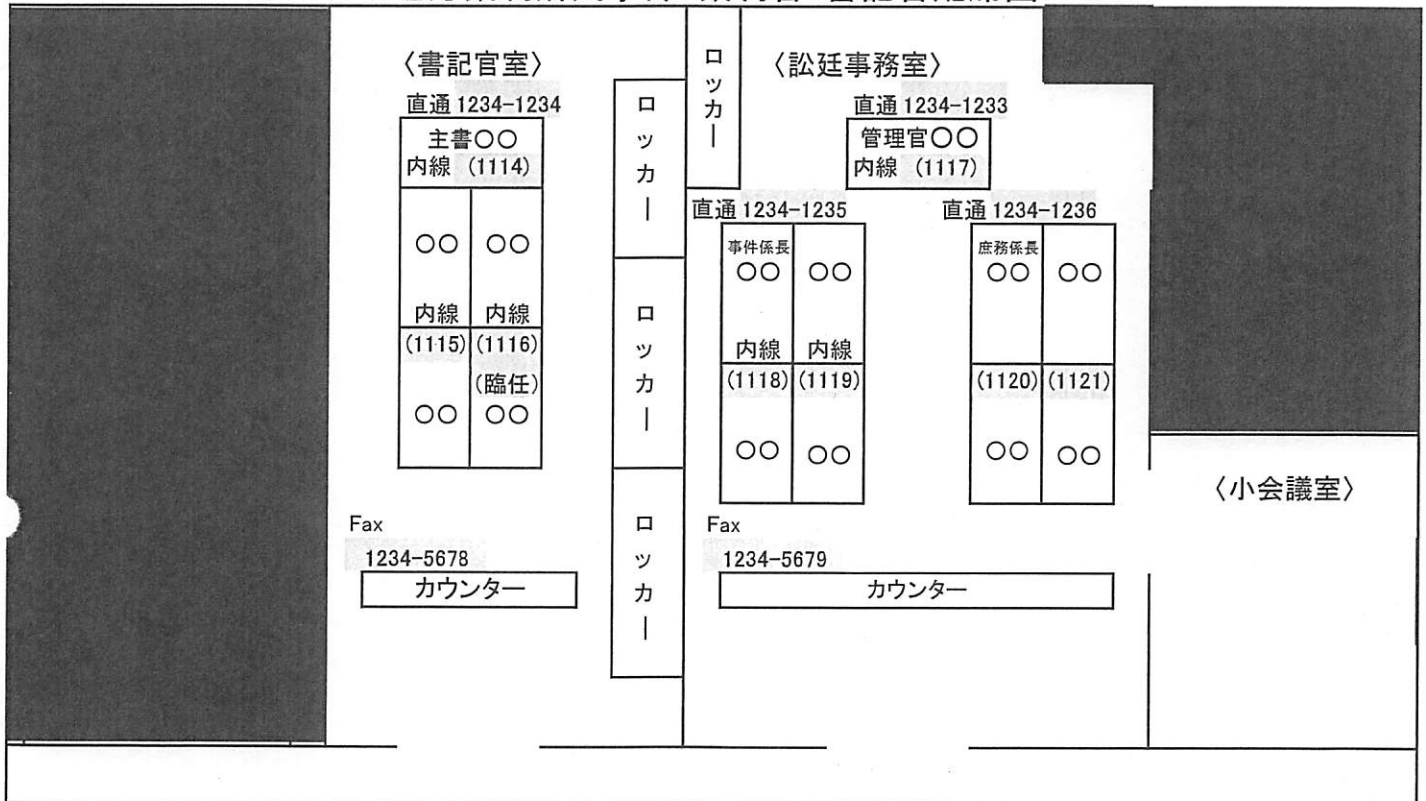 〈書記官室〉
直通 1234-1234
主書〇〇
内線 (1114)
〇〇 〇〇
内線 内線
(1115) (1116)
(臨任)
〇〇 〇〇
Fax
1234-5678
カウンター
ロッカー
ロッカー
ロッカー
ロッカー
〈訟廷事務室〉
直通 1234-1233
管理官〇〇
内線 (1117)
直通 1234-1235
事件係長
〇〇 〇〇
内線 内線
(1118) (1119)
〇〇 〇〇
直通 1234-1236
庶務係長
〇〇 〇〇
(1120) (1121)
〇〇 〇〇
Fax
1234-5679
カウンター
〈小会議室〉